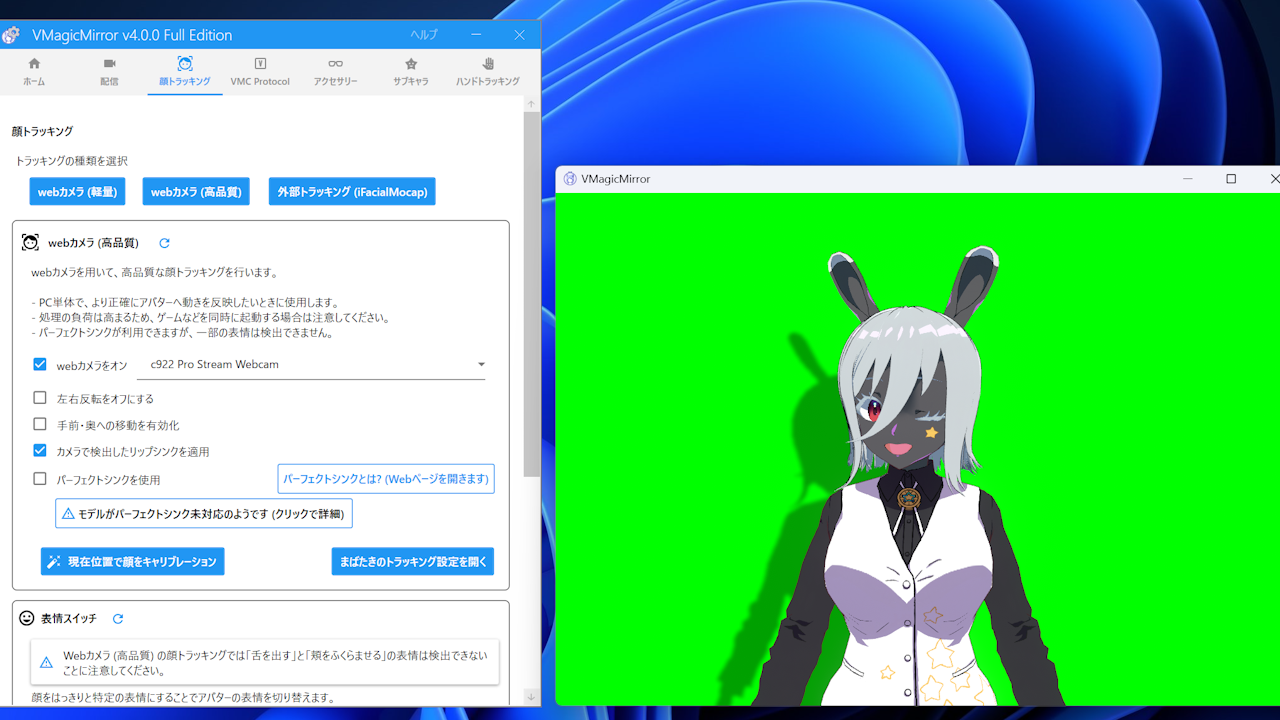 VMagicMirror v4.0.0 Full Edition
ヘルプ
ホーム
配信
顔トラッキング
VMC Protocol
アクセサリー
サブキャラ
ハンドトラッキング
顔トラッキング
トラッキングの種類を選択
webカメラ (軽量)
webカメラ (高品質)
外部トラッキング (iFacialMocap)
webカメラ (高品質)
webカメラを用いて、高品質な顔トラッキングを行います。
- PC単体で、より正確にアバターへ動きを反映したいときに使用します。
- 処理の負荷は高まるため、ゲームなどを同時に起動する場合は注意してください。
- パーフェクトシンクが利用できますが、一部の表情は検出できません。
webカメラをオン
c922 Pro Stream Webcam
左右反転をオフにする
手前・奥への移動を有効化
カメラで検出したリップシンクを適用
パーフェクトシンクを使用
パーフェクトシンクとは? (Webページを開きます)
モデルがパーフェクトシンク未対応のようです (クリックで詳細)
現在位置で顔をキャリブレーション
まばたきのトラッキング設定を開く
表情スイッチ
Webカメラ (高品質) の顔トラッキングでは「舌を出す」と「頬をふくらませる」の表情は検出できない
ことに注意してください。
顔をはっきりと特定の表情にすることでアバターの表情を切り替えます。
VMagicMirror